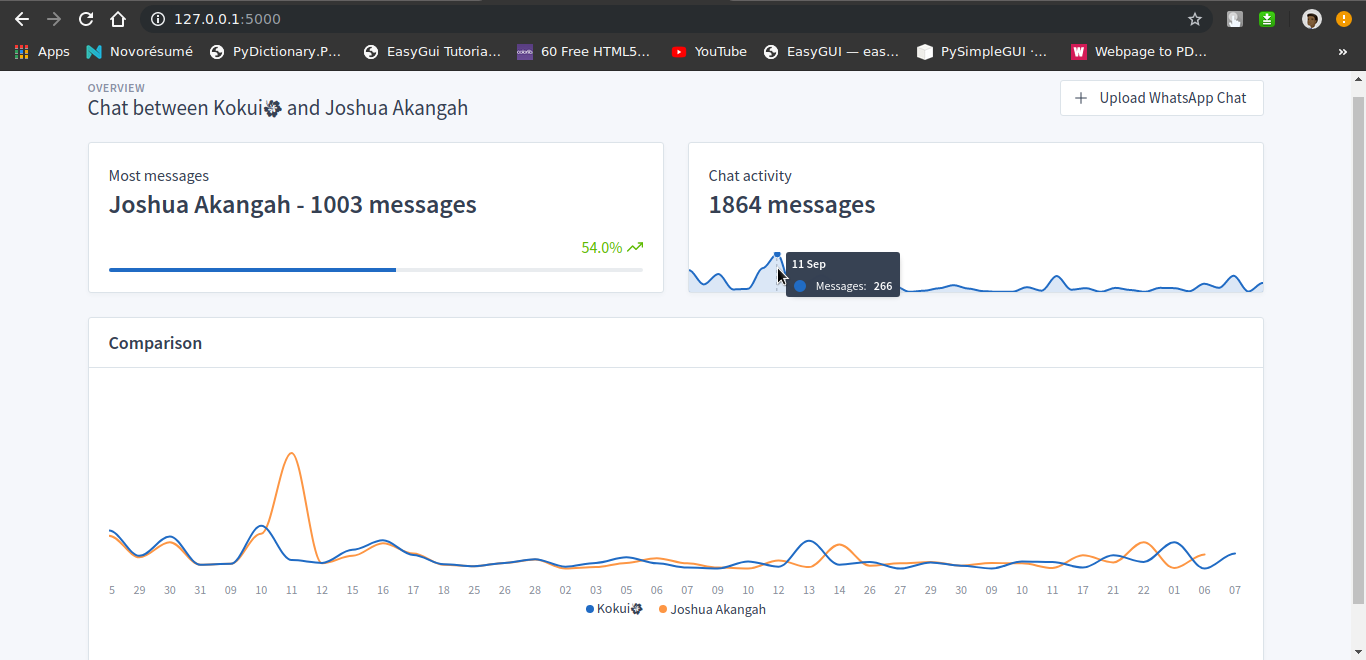 127.0.0.1:5000
Apps Novorésumé PyDictionary.P... EasyGui Tutoria... colorlib 60 Free HTML5... YouTube EasyGUI — eas... PySimpleGUI ·... W Webpage to PD... »
OVERVIEW
Chat between Kokui and Joshua Akangah
+ Upload WhatsApp Chat
Most messages
Joshua Akangah - 1003 messages
54.0%
Chat activity
1864 messages
11 Sep
Messages: 266
Comparison
5 29 30 31 09 10 11 12 15 16 17 18 25 26 28 02 03 05 06 07 09 10 12 13 14 26 27 29 30 09 10 11 17 21 22 01 06 07
Kokui Joshua Akangah